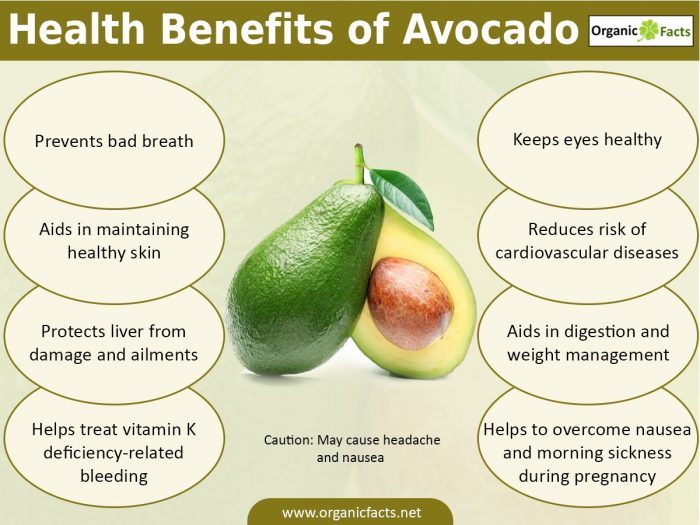 Health Benefits of Avocado
Organic Facts
Prevents bad breath
Aids in maintaining
healthy skin
Protects liver from
damage and ailments
Helps treat vitamin K
deficiency-related
bleeding
Keeps eyes healthy
Reduces risk of
cardiovascular diseases
Aids in digestion and
weight management
Helps to overcome nausea
and morning sickness
during pregnancy
Caution: May cause headache
and nausea
www.organicfacts.net